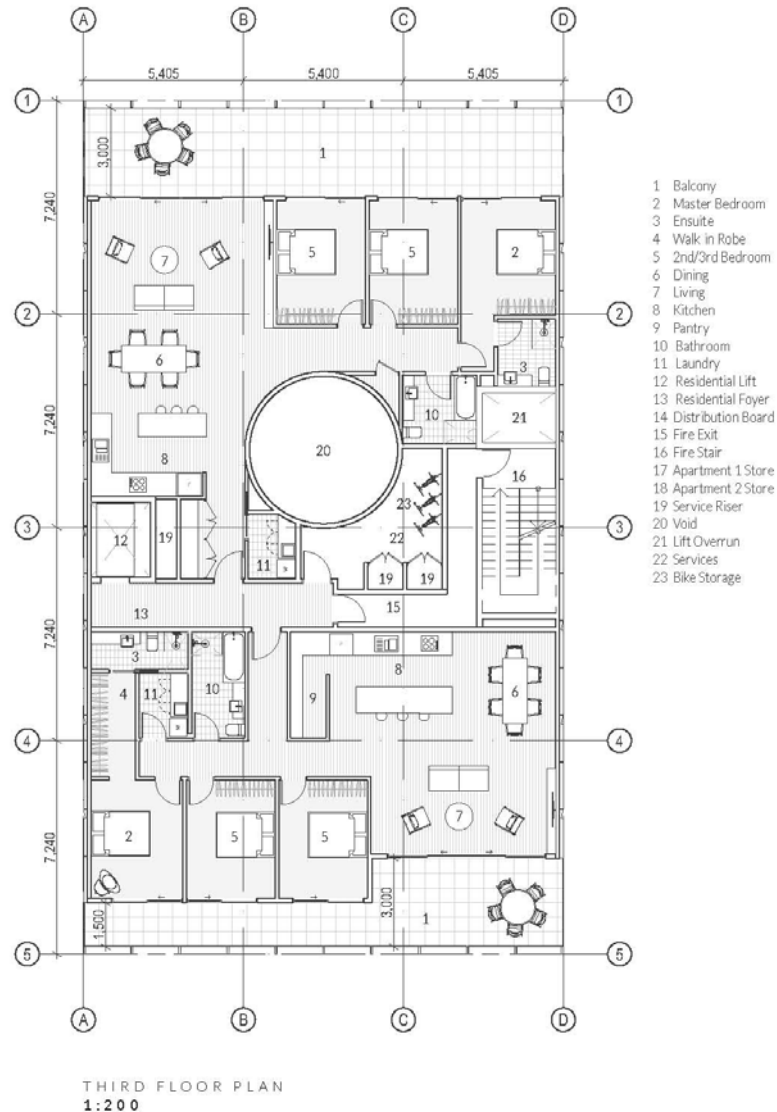 A B C D
5,405 5,400 5,405
1 1
3,000
1
7,240
5 5 2
7
2 2
6
3
10
21
7,240
20
8
16
23
3 3
12 19
22
11
19 19
13
15
7,240
3
8
4
11
10
9
6
4 4
7,240
2 5 5
7
3,000
1,500
1
5 5
A B C D
1 Balcony
2 Master Bedroom
3 Ensuite
4 Walk in Robe
5 2nd/3rd Bedroom
6 Dining
7 Living
8 Kitchen
9 Pantry
10 Bathroom
11 Laundry
12 Residential Lift
13 Residential Foyer
14 Distribution Board
15 Fire Exit
16 Fire Stair
17 Apartment 1 Store
18 Apartment 2 Store
19 Service Riser
20 Void
21 Lift Overrun
22 Services
23 Bike Storage
THIRD FLOOR PLAN
1:200